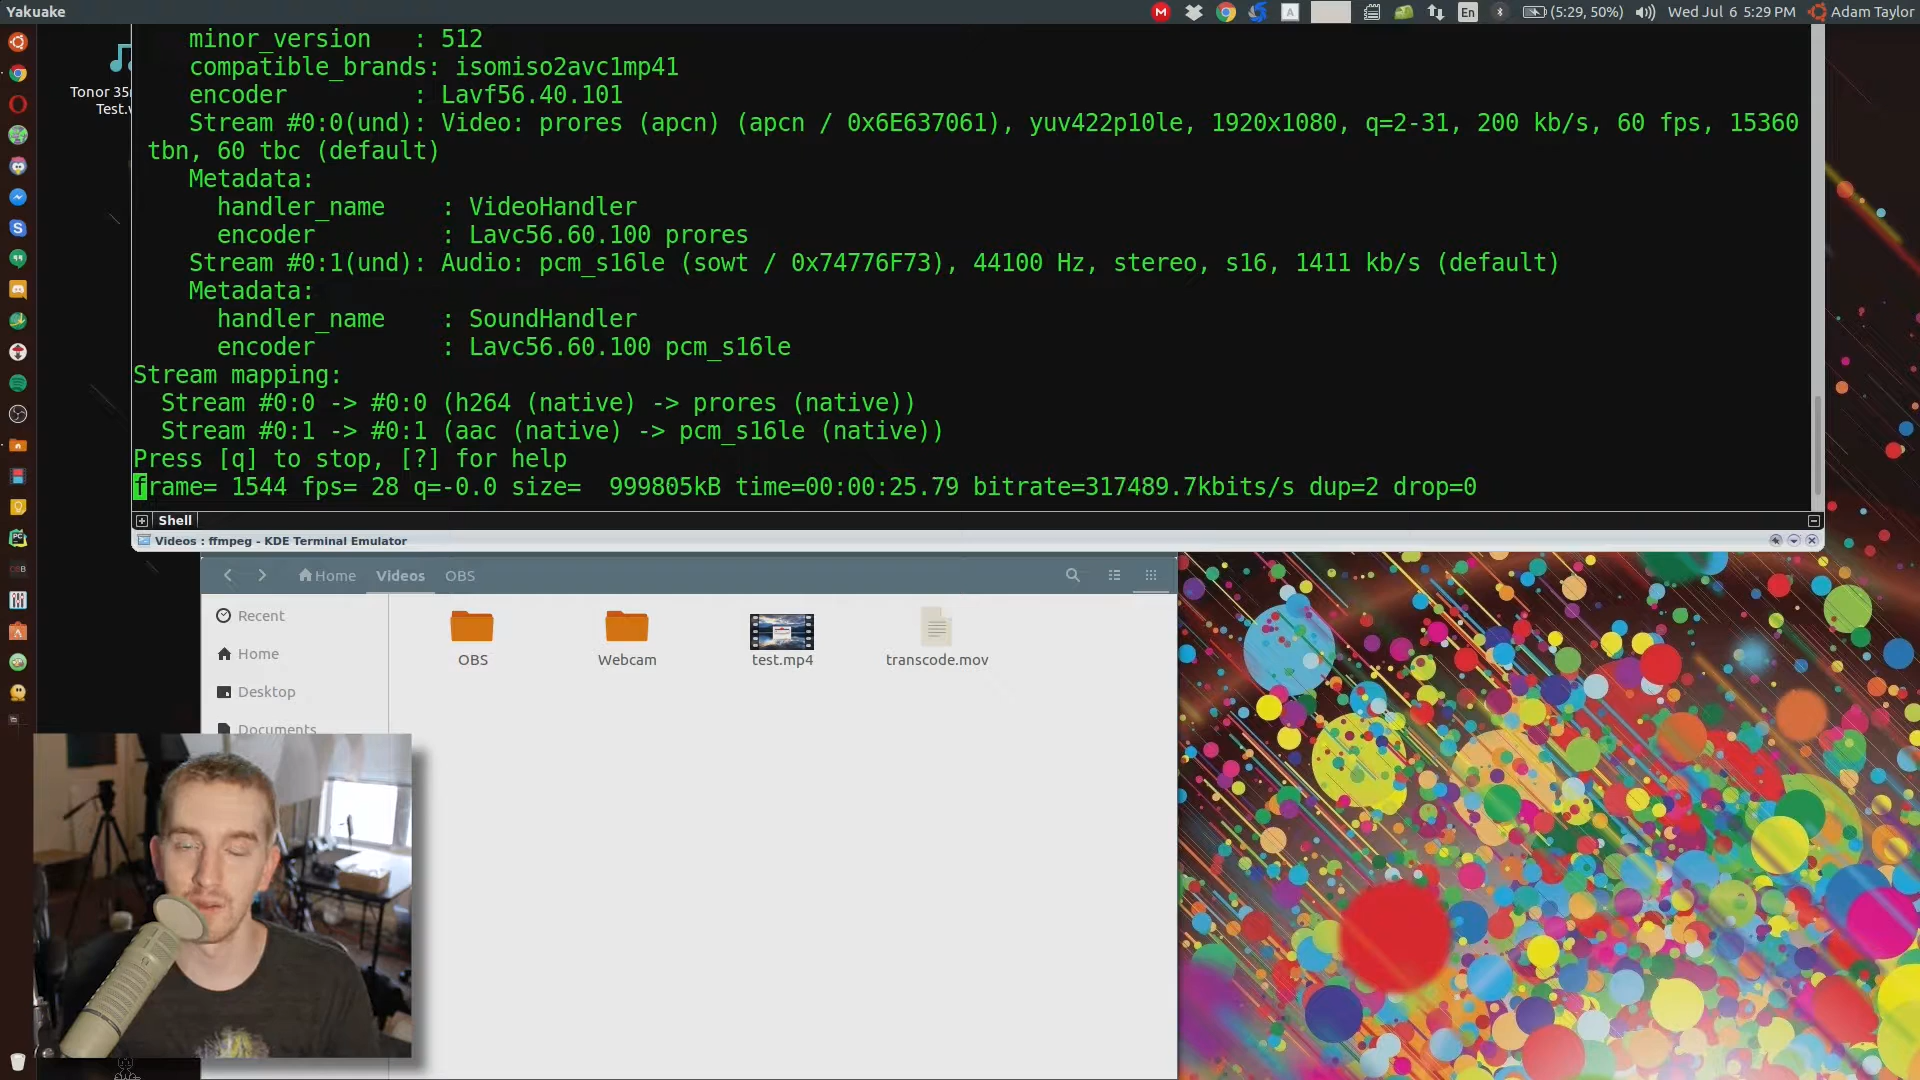 Yakuake
En
(5:29, 50%)
Wed Jul 6 5:29 PM
Adam Taylor
Tonor 35
Test.
minor_version : 512
compatible_brands: isomiso2avc1mp41
encoder : Lavf56.40.101
Stream #0:0(und): Video: prores (apcn) (apcn / 0x6E637061), yuv422p10le, 1920x1080, q=2-31, 200 kb/s, 60 fps, 15360
tbn, 60 tbc (default)
Metadata:
handler_name : VideoHandler
encoder : Lavc56.60.100 prores
Stream #0:1(und): Audio: pcm_s16le (sowt / 0x74776F73), 44100 Hz, stereo, s16, 1411 kb/s (default)
Metadata:
handler_name : SoundHandler
encoder : Lavc56.60.100 pcm_s16le
Stream mapping:
Stream #0:0 -> #0:0 (h264 (native) -> prores (native))
Stream #0:1 -> #0:1 (aac (native) -> pcm_s16le (native))
Press [q] to stop, [?] for help
frame= 1544 fps= 28 q=-0.0 size= 999805kB time=00:00:25.79 bitrate=317489.7kbits/s dup=2 drop=0
Shell
Videos : ffmpeg - KDE Terminal Emulator
Home Videos OBS
Recent
Home
Desktop
Documents
OBS
Webcam
test.mp4
transcode.mov